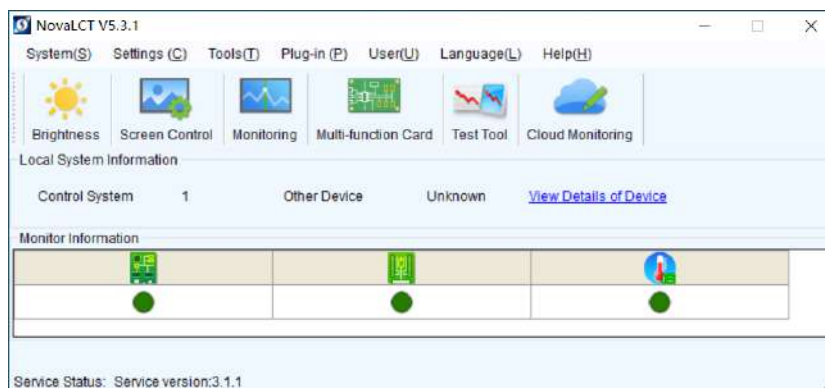 NovaLCT V5.3.1
System(S) Settings (C) Tools(T) Plug-in (P) User(U) Language(L) Help(H)
Brightness Screen Control Monitoring Multi-function Card Test Tool Cloud Monitoring
Local System Information
Control System 1 Other Device Unknown View Details of Device
Monitor Information
Service Status: Service version:3.1.1